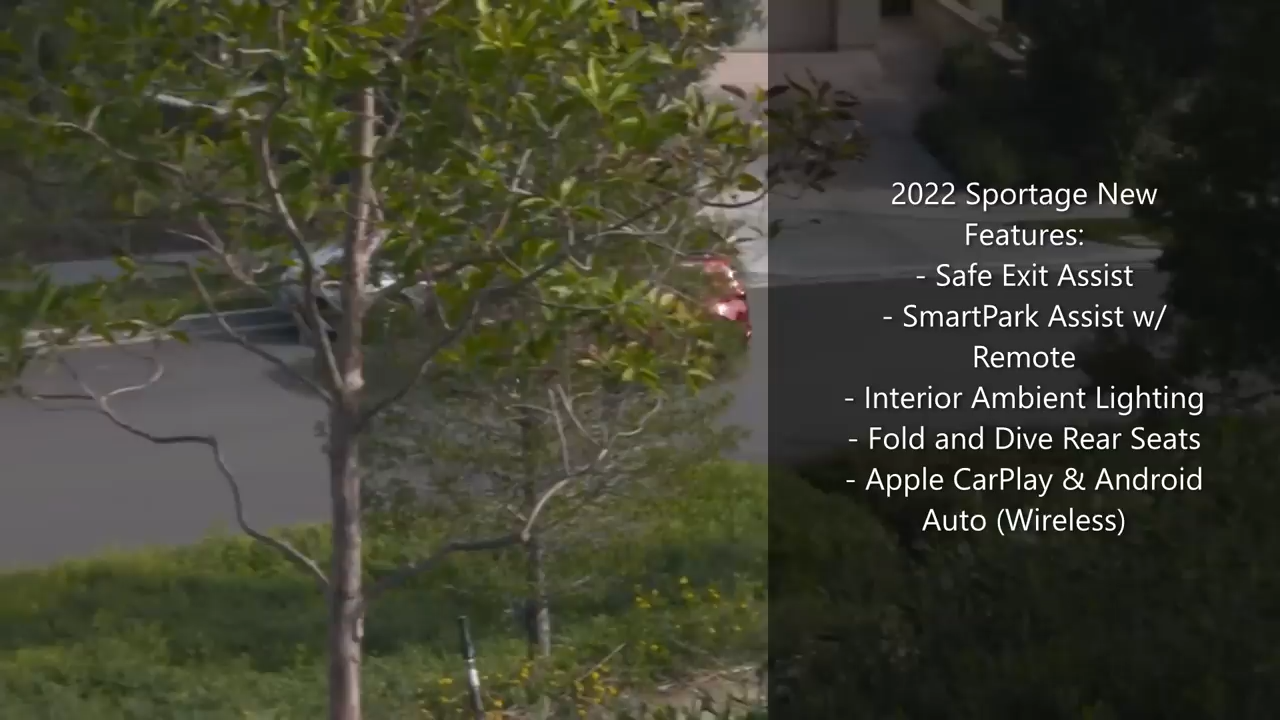 2022 Sportage New
Features:
- Safe Exit Assist
- SmartPark Assist w/
Remote
- Interior Ambient Lighting
- Fold and Dive Rear Seats
- Apple CarPlay & Android
Auto (Wireless)